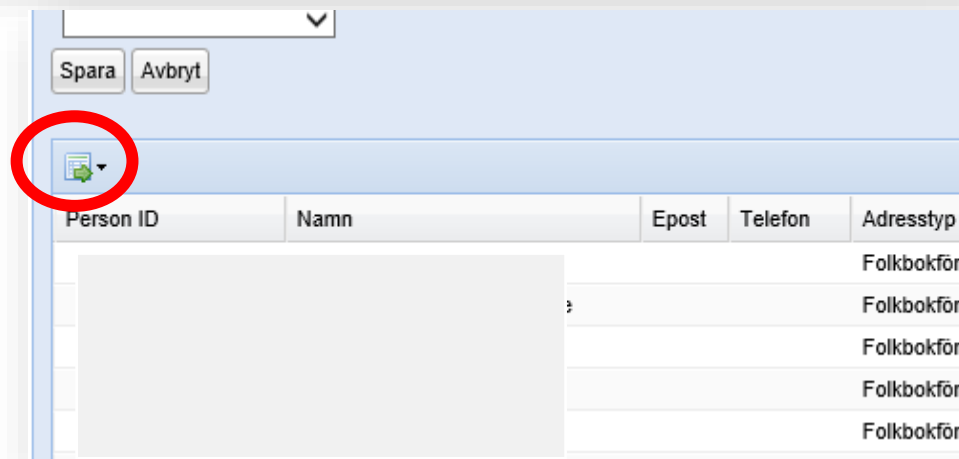 Spara Avbryt
Person ID Namn Epost Telefon Adresstyp
Folkbokför
Folkbokför
Folkbokför
Folkbokför
Folkbokför